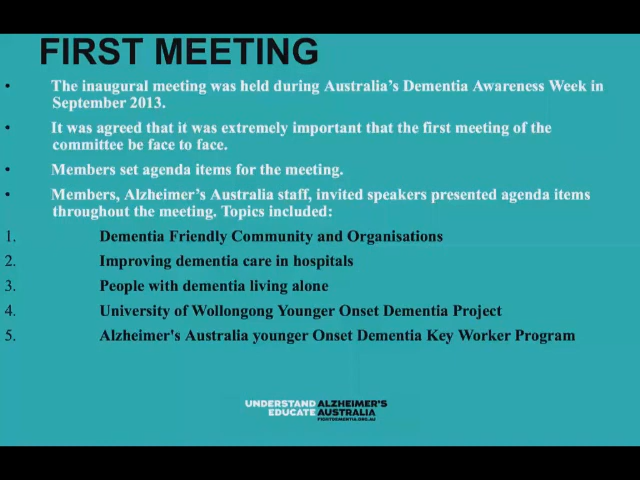 FIRST MEETING
• The inaugural meeting was held during Australia's Dementia Awareness Week in
September 2013.
• It was agreed that it was extremely important that the first meeting of the
committee be face to face.
• Members set agenda items for the meeting.
• Members, Alzheimer's Australia staff, invited speakers presented agenda items
throughout the meeting. Topics included:
1. Dementia Friendly Community and Organisations
2. Improving dementia care in hospitals
3. People with dementia living alone
4. University of Wollongong Younger Onset Dementia Project
5. Alzheimer's Australia younger Onset Dementia Key Worker Program
UNDERSTAND ALZHEIMER'S
EDUCATE AUSTRALIA
FIGHTDEMENTIA.ORG.AU